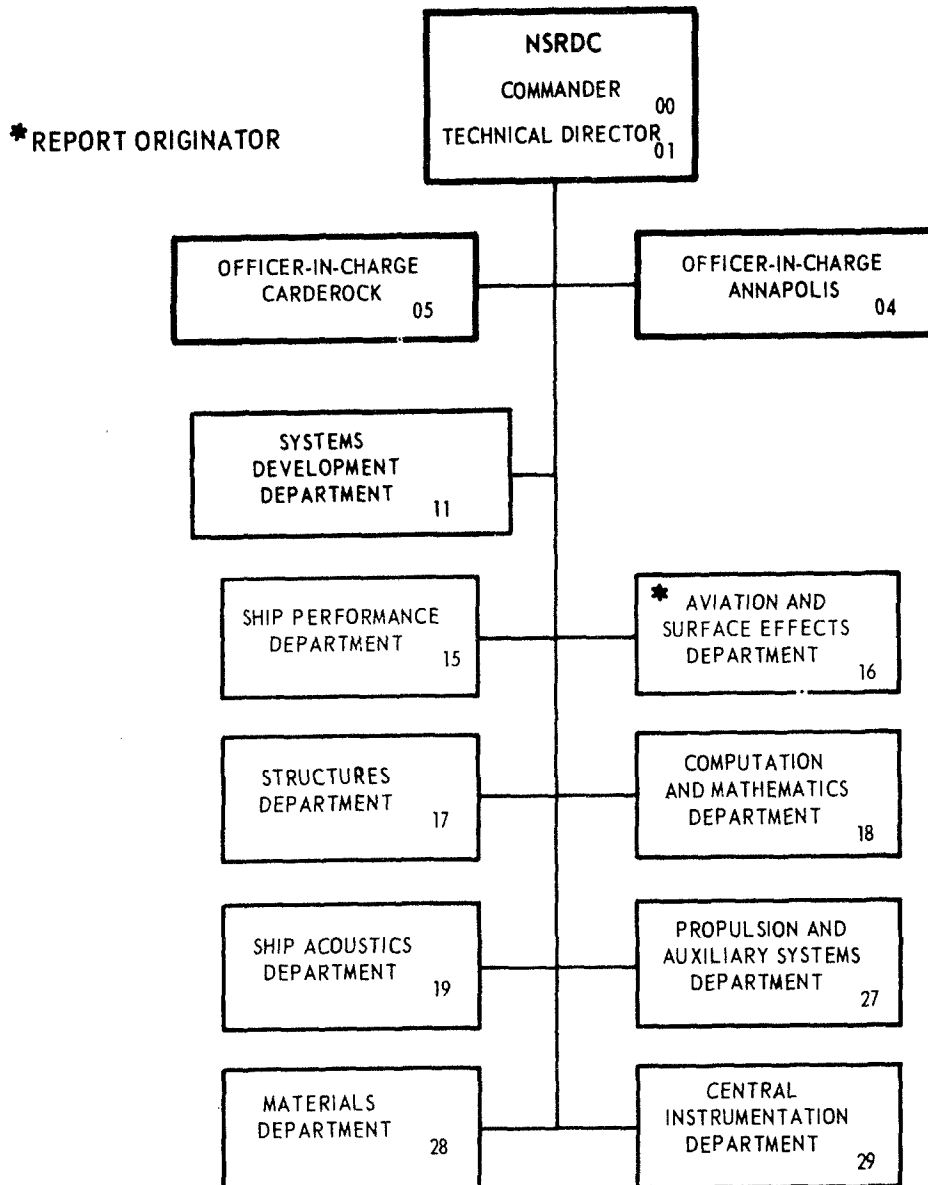 NSRDC
COMMANDER
00
TECHNICAL DIRECTOR
01
*REPORT ORIGINATOR
OFFICER-IN-CHARGE
CARDEROCK
05
OFFICER-IN-CHARGE
ANNAPOLIS
04
SYSTEMS
DEVELOPMENT
DEPARTMENT
11
SHIP PERFORMANCE
DEPARTMENT
15
* AVIATION AND
SURFACE EFFECTS
DEPARTMENT
16
STRUCTURES
DEPARTMENT
17
COMPUTATION
AND MATHEMATICS
DEPARTMENT
18
SHIP ACOUSTICS
DEPARTMENT
19
PROPULSION AND
AUXILIARY SYSTEMS
DEPARTMENT
27
MATERIALS
DEPARTMENT
28
CENTRAL
INSTRUMENTATION
DEPARTMENT
29